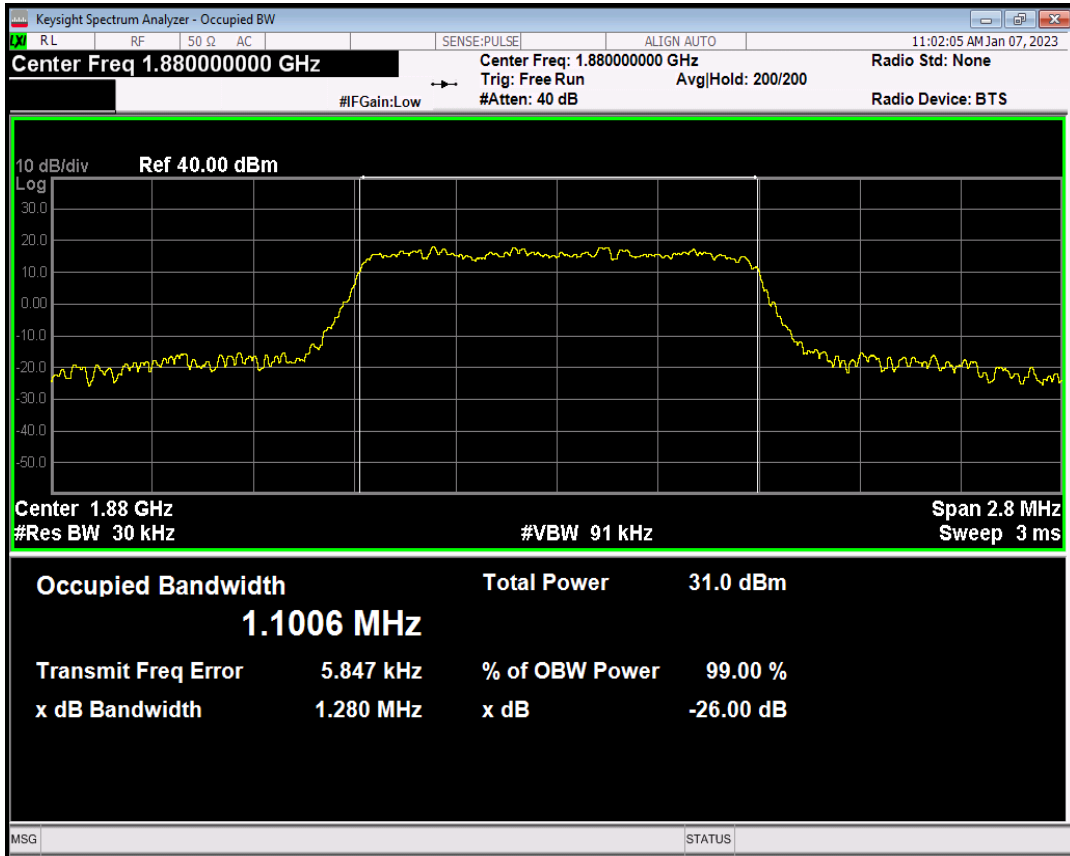 Keysight Spectrum Analyzer - Occupied BW
LXI RL RF 50 Ω AC SENSE:PULSE ALIGN AUTO 11:02:05 AM Jan 07, 2023
Center Freq 1.880000000 GHz Center Freq: 1.880000000 GHz Radio Std: None
Trig: Free Run Avg|Hold: 200/200
#IFGain:Low #Atten: 40 dB Radio Device: BTS
10 dB/div Ref 40.00 dBm
Log
30.0
20.0
10.0
0.00
-10.0
-20.0
-30.0
-40.0
-50.0
Center 1.88 GHz Span 2.8 MHz
#Res BW 30 kHz #VBW 91 kHz Sweep 3 ms
Occupied Bandwidth Total Power 31.0 dBm
1.1006 MHz
Transmit Freq Error 5.847 kHz % of OBW Power 99.00 %
x dB Bandwidth 1.280 MHz x dB -26.00 dB
MSG STATUS